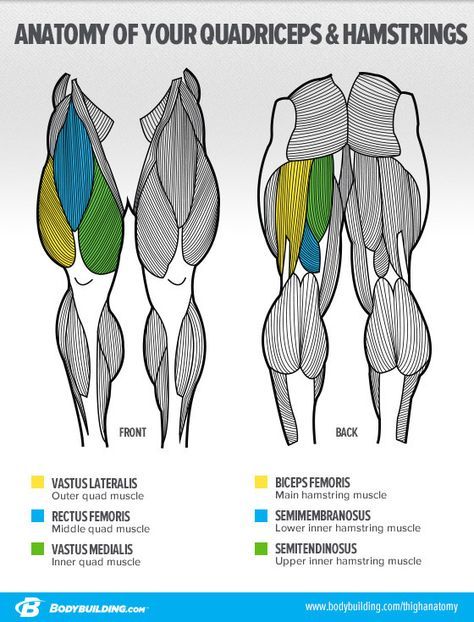 ANATOMY OF YOUR QUADRICEPS & HAMSTRINGS
FRONT
BACK
VASTUS LATERALIS
Outer quad muscle
RECTUS FEMORIS
Middle quad muscle
VASTUS MEDIALIS
Inner quad muscle
BICEPS FEMORIS
Main hamstring muscle
SEMIMEMBRANOSUS
Lower inner hamstring muscle
SEMITENDINOSUS
Upper inner hamstring muscle
B BODYBUILDING.COM™
www.bodybuilding.com/thighanatomy